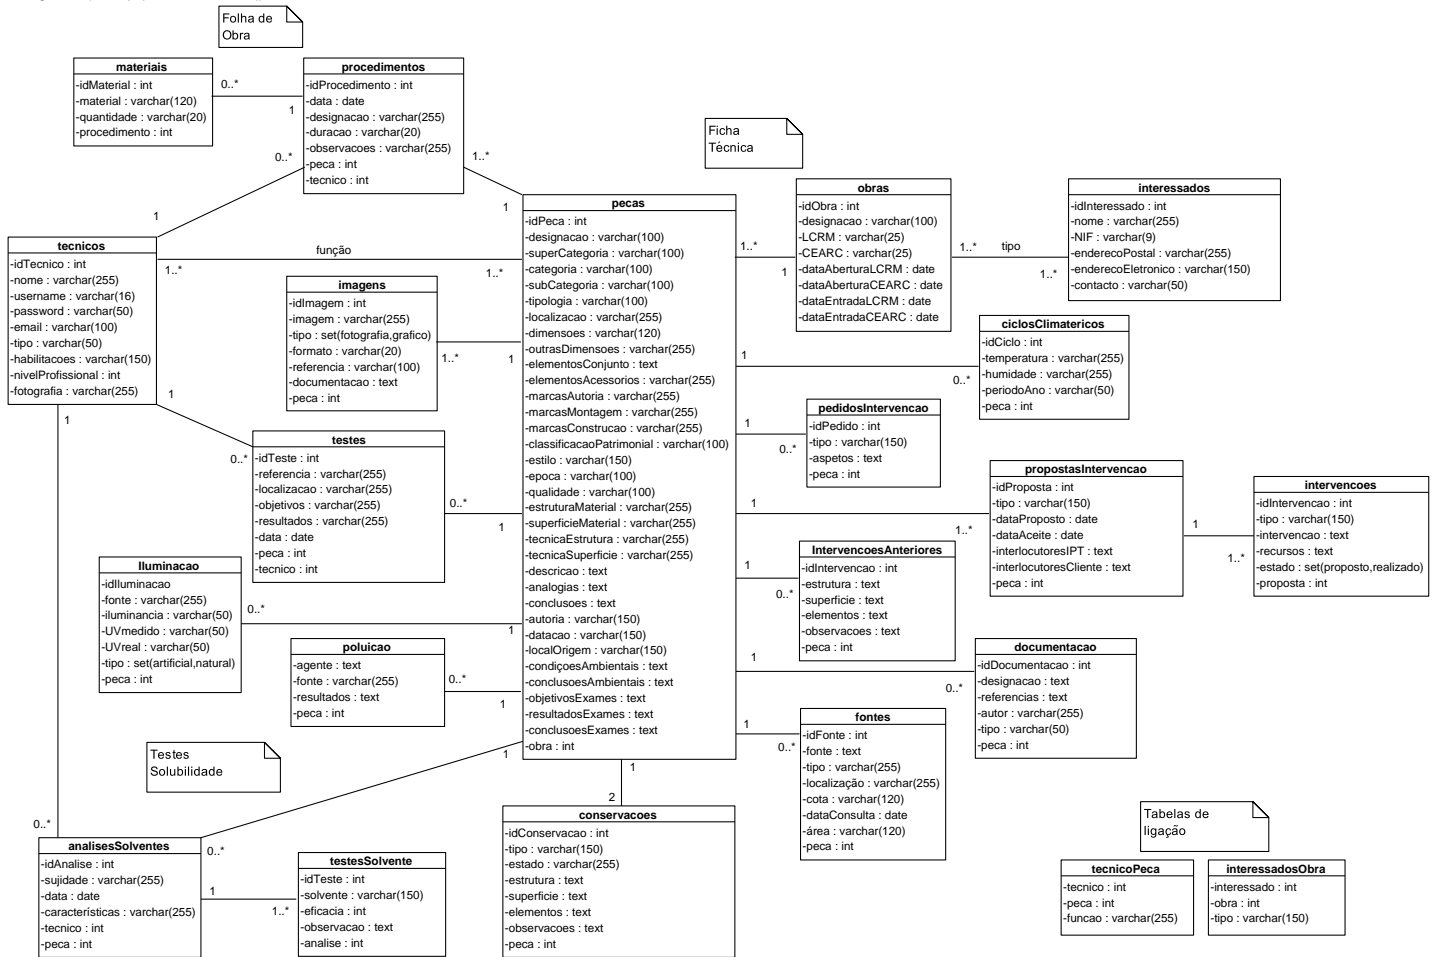 Folha de
Obra
materiais
-idMaterial : int
-material : varchar(120)
-quantidade : varchar(20)
-procedimento : int
0..*
1
procedimentos
-idProcedimento : int
-data : date
-designacao : varchar(255)
-duracao : varchar(20)
-observacoes : varchar(255)
-peca : int
-tecnico : int
0..*
1
1..*
1
Ficha
Técnica
tecnicos
-idTecnico : int
-nome : varchar(255)
-username : varchar(16)
-password : varchar(50)
-email : varchar(100)
-tipo : varchar(50)
-habilitacoes : varchar(150)
-nivelProfissional : int
-fotografia : varchar(255)
função
1..*
1..*
imagens
-idImagem : int
-imagem : varchar(255)
-tipo : set(fotografia,grafico)
-formato : varchar(20)
-referencia : varchar(100)
-documentacao : text
-peca : int
1..*
1
pecas
-idPeca : int
-designacao : varchar(100)
-superCategoria : varchar(100)
-categoria : varchar(100)
-subCategoria : varchar(100)
-tipologia : varchar(100)
-localizacao : varchar(255)
-dimensoes : varchar(120)
-outrasDimensoes : varchar(255)
-elementosConjunto : text
-elementosAcessorios : varchar(255)
-marcasAutoria : varchar(255)
-marcasMontagem : varchar(255)
-marcasConstrucao : varchar(255)
-classificacaoPatrimonial : varchar(100)
-estilo : varchar(150)
-epoca : varchar(100)
-qualidade : varchar(100)
-estruturaMaterial : varchar(255)
-superficieMaterial : varchar(255)
-tecnicaEstrutura : varchar(255)
-tecnicaSuperficie : varchar(255)
-descricao : text
-analogias : text
-conclusoes : text
-autoria : varchar(150)
-datacao : varchar(150)
-localOrigem : varchar(150)
-condiçoesAmbientais : text
-conclusoesAmbientais : text
-objetivosExames : text
-resultadosExames : text
-conclusoesExames : text
-obra : int
1..*
1
obras
-idObra : int
-designacao : varchar(100)
-LCRM : varchar(25)
-CEARC : varchar(25)
-dataAberturaLCRM : date
-dataAberturaCEARC : date
-dataEntradaLCRM : date
-dataEntradaCEARC : date
1..*
tipo
1..*
interessados
-idInteressado : int
-nome : varchar(255)
-NIF : varchar(9)
-enderecoPostal : varchar(255)
-enderecoEletronico : varchar(150)
-contacto : varchar(50)
1
0..*
ciclosClimatericos
-idCiclo : int
-temperatura : varchar(255)
-humidade : varchar(255)
-periodoAno : varchar(50)
-peca : int
1
0..*
pedidosIntervencao
-idPedido : int
-tipo : varchar(150)
-aspetos : text
-peca : int
1
1..*
propostasIntervencao
-idProposta : int
-tipo : varchar(150)
-dataProposto : date
-dataAceite : date
-interlocutoresIPT : text
-interlocutoresCliente : text
-peca : int
1
1..*
intervencoes
-idIntervencao : int
-tipo : varchar(150)
-intervencao : text
-recursos : text
-estado : set(proposto,realizado)
-proposta : int
1
0..*
testes
-idTeste : int
-referencia : varchar(255)
-localizacao : varchar(255)
-objetivos : varchar(255)
-resultados : varchar(255)
-data : date
-peca : int
-tecnico : int
0..*
1
1
0..*
IntervencoesAnteriores
-idIntervencao : int
-estrutura : text
-superficie : text
-elementos : text
-observacoes : text
-peca : int
Iluminacao
-idIluminacao
-fonte : varchar(255)
-iluminancia : varchar(50)
-UVmedido : varchar(50)
-UVreal : varchar(50)
-tipo : set(artificial,natural)
-peca : int
0..*
1
poluicao
-agente : text
-fonte : varchar(255)
-resultados : text
-peca : int
0..*
1
1
0..*
documentacao
-idDocumentacao : int
-designacao : text
-referencias : text
-autor : varchar(255)
-tipo : varchar(50)
-peca : int
1
0..*
fontes
-idFonte : int
-fonte : text
-tipo : varchar(255)
-localização : varchar(255)
-cota : varchar(120)
-dataConsulta : date
-área : varchar(120)
-peca : int
Testes
Solubilidade
1
0..*
1
0..*
analisesSolventes
-idAnalise : int
-sujidade : varchar(255)
-data : date
-características : varchar(255)
-tecnico : int
-peca : int
1
1..*
testesSolvente
-idTeste : int
-solvente : varchar(150)
-eficacia : int
-observacao : text
-analise : int
1
2
conservacoes
-idConservacao : int
-tipo : varchar(150)
-estado : varchar(255)
-estrutura : text
-superficie : text
-elementos : text
-observacoes : text
-peca : int
Tabelas de
ligação
tecnicoPeca
-tecnico : int
-peca : int
-funcao : varchar(255)
interessadosObra
-interessado : int
-obra : int
-tipo : varchar(150)